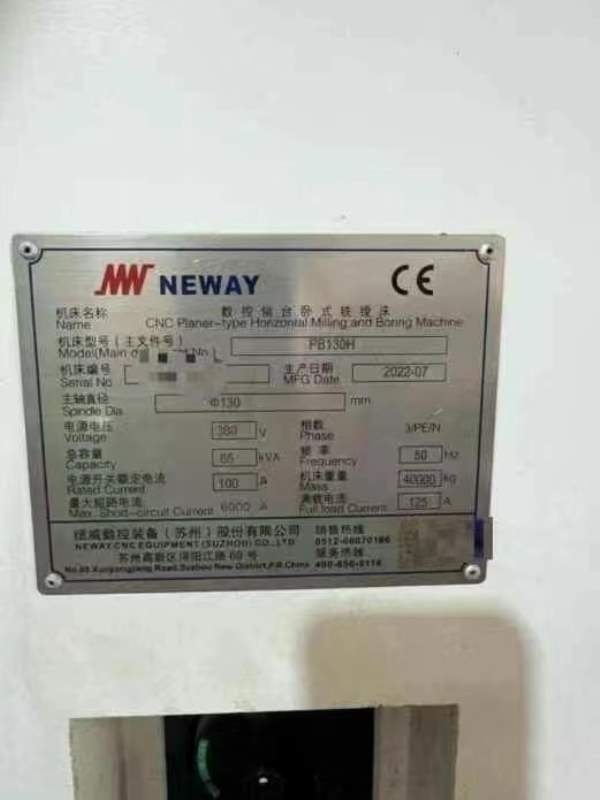 NEWAY CE
机床名称 数控镗台卧式铣镗床
Name CNC Planer-type Horizontal Milling and Boring Machine
机床型号(主文件号)
Model(Main PB130H
机床编号 生产日期
Serial No MFG Date 2022-07
主轴直径
Spindle Dia. Φ130 mm
电源电压 相数
Voltage 380 V Phase 3/PE/N
总容量 频率
Capacity 65 kVA Frequency 50 Hz
电源开关额定电流 机床重量
Rated Current 100 A Mass 40000 kg
最大短路电流 满载电流
Max. Short-circuit Current 6000 A Full load Current 125 A
纽威数控装备(苏州)股份有限公司 销售热线
NEWAY CNC EQUIPMENT (SUZHOU) CO.,LTD
苏州高新区浔阳江路69号 服务热线
No.69 Xunyangjiang Road,Suzhou New District,P.R.China